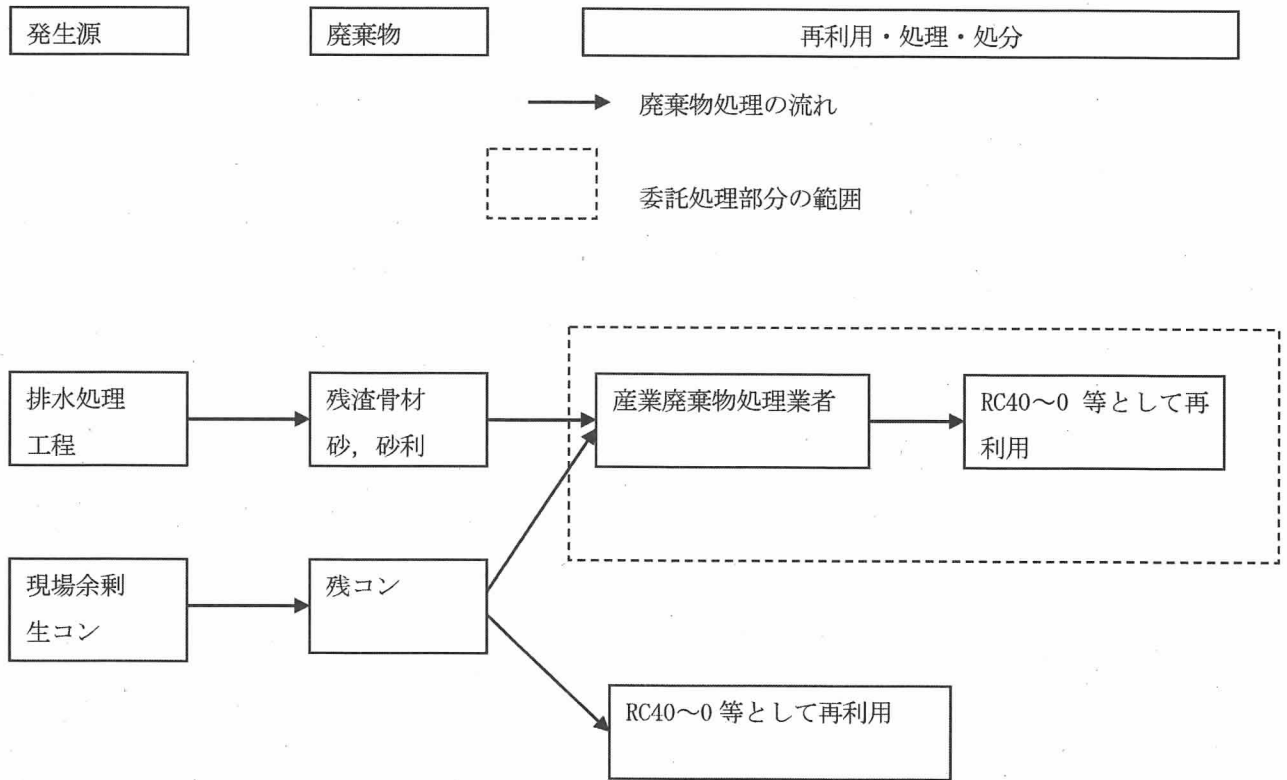 発生源
廃棄物
再利用・処理・処分
廃棄物処理の流れ
委託処理部分の範囲
排水処理
工程
残渣骨材
砂，砂利
産業廃棄物処理業者
RC40～0 等として再
利用
現場余剰
生コン
残コン
RC40～0 等として再利用